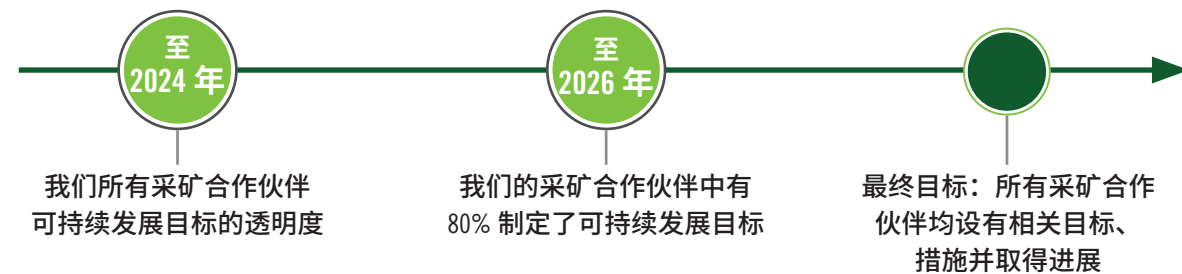 至
2024 年
至
2026 年
我们所有采矿合作伙伴
可持续发展目标的透明度
我们的采矿合作伙伴中有
80% 制定了可持续发展目标
最终目标：所有采矿合作
伙伴均设有相关目标、
措施并取得进展